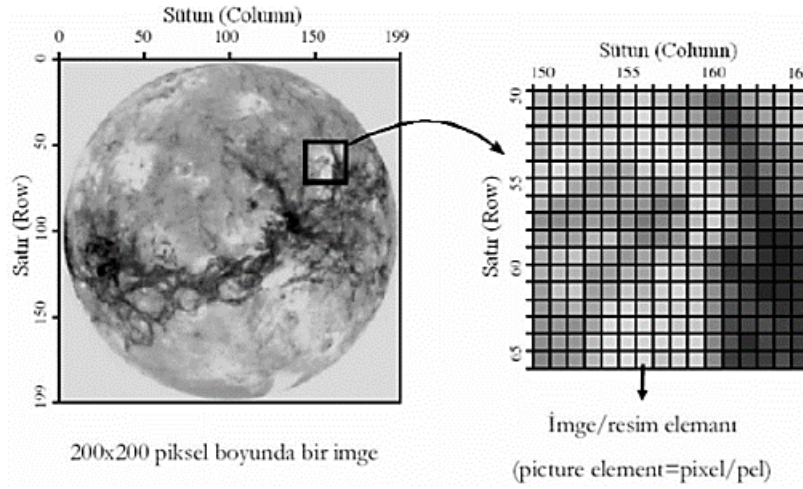 Sütun (Column)
0 50 100 150 199
Satır (Row)
0
50
100
150
199
200x200 piksel boyunda bir imge
Sütun (Column)
150 155 160
Satır (Row)
50
55
60
65
İmge/resim elemanı
(picture element=pixel/pel)